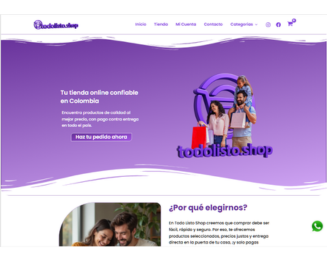 todolisto.shop
Inicio Tienda Mi Cuenta Contacto Categorías
0
Tu tienda online confiable
en Colombia
Encuentra productos de calidad al
mejor precio, con pago contra entrega
en todo el país.
Haz tu pedido ahora
todolisto.shop
¿Por qué elegirnos?
En Todo Listo Shop creemos que comprar debe ser
fácil, rápido y seguro. Por eso, te ofrecemos
productos seleccionados, precios justos y entrega
directa en la puerta de tu casa, ¡y solo pagas